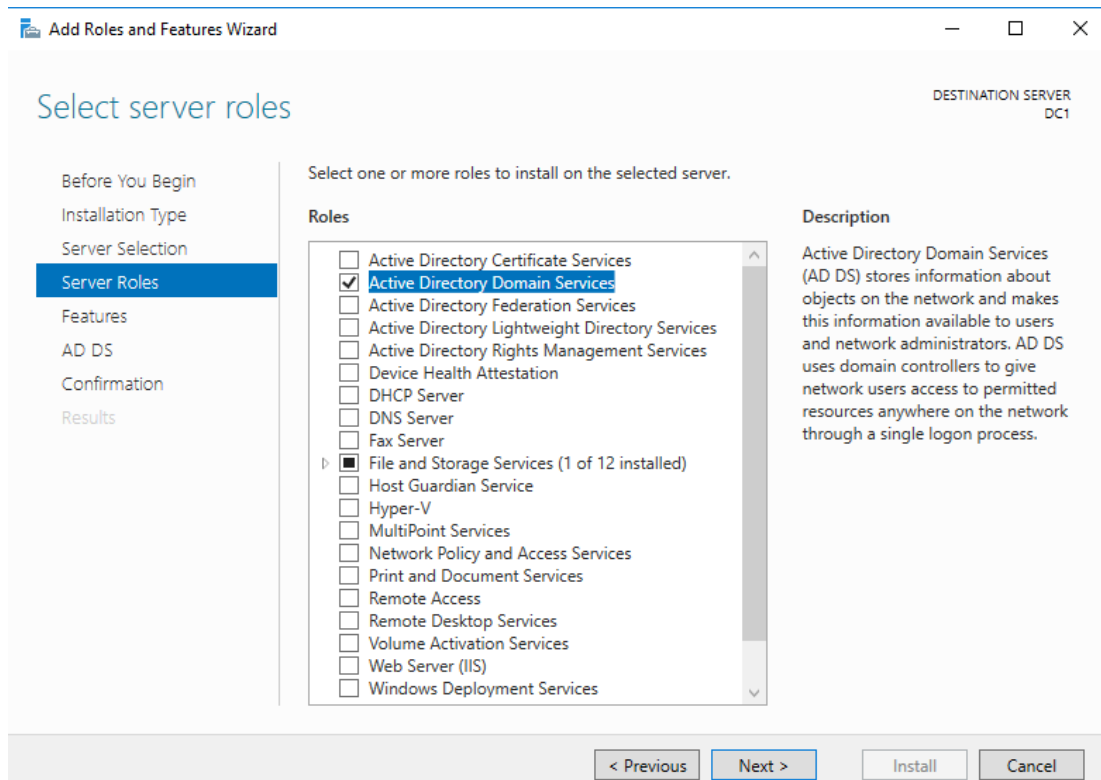 Add Roles and Features Wizard
Select server roles
DESTINATION SERVER
DC1
Before You Begin
Installation Type
Server Selection
Server Roles
Features
AD DS
Confirmation
Results
Select one or more roles to install on the selected server.
Roles
Active Directory Certificate Services
Active Directory Domain Services
Active Directory Federation Services
Active Directory Lightweight Directory Services
Active Directory Rights Management Services
Device Health Attestation
DHCP Server
DNS Server
Fax Server
File and Storage Services (1 of 12 installed)
Host Guardian Service
Hyper-V
MultiPoint Services
Network Policy and Access Services
Print and Document Services
Remote Access
Remote Desktop Services
Volume Activation Services
Web Server (IIS)
Windows Deployment Services
Description
Active Directory Domain Services
(AD DS) stores information about
objects on the network and makes
this information available to users
and network administrators. AD DS
uses domain controllers to give
network users access to permitted
resources anywhere on the network
through a single logon process.
< Previous
Next >
Install
Cancel